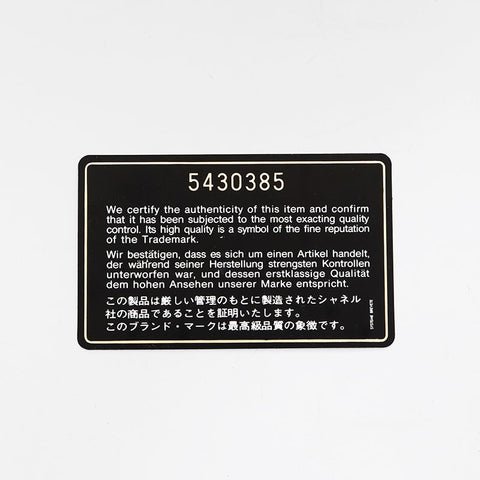 5430385
We certify the authenticity of this item and confirm
that it has been subjected to the most exacting quality
control. Its high quality is a symbol of the fine reputation
of the Trademark.
Wir bestätigen, dass es sich um einen Artikel handelt,
der während seiner Herstellung strengsten Kontrollen
unterworfen war, und dessen erstklassige Qualität
dem hohen Ansehen unserer Marke entspricht.
この製品は厳しい管理のもとに製造されたシャネル
社の商品であることを証明いたします。
このブランド・マークは最高級品質の象徴です。